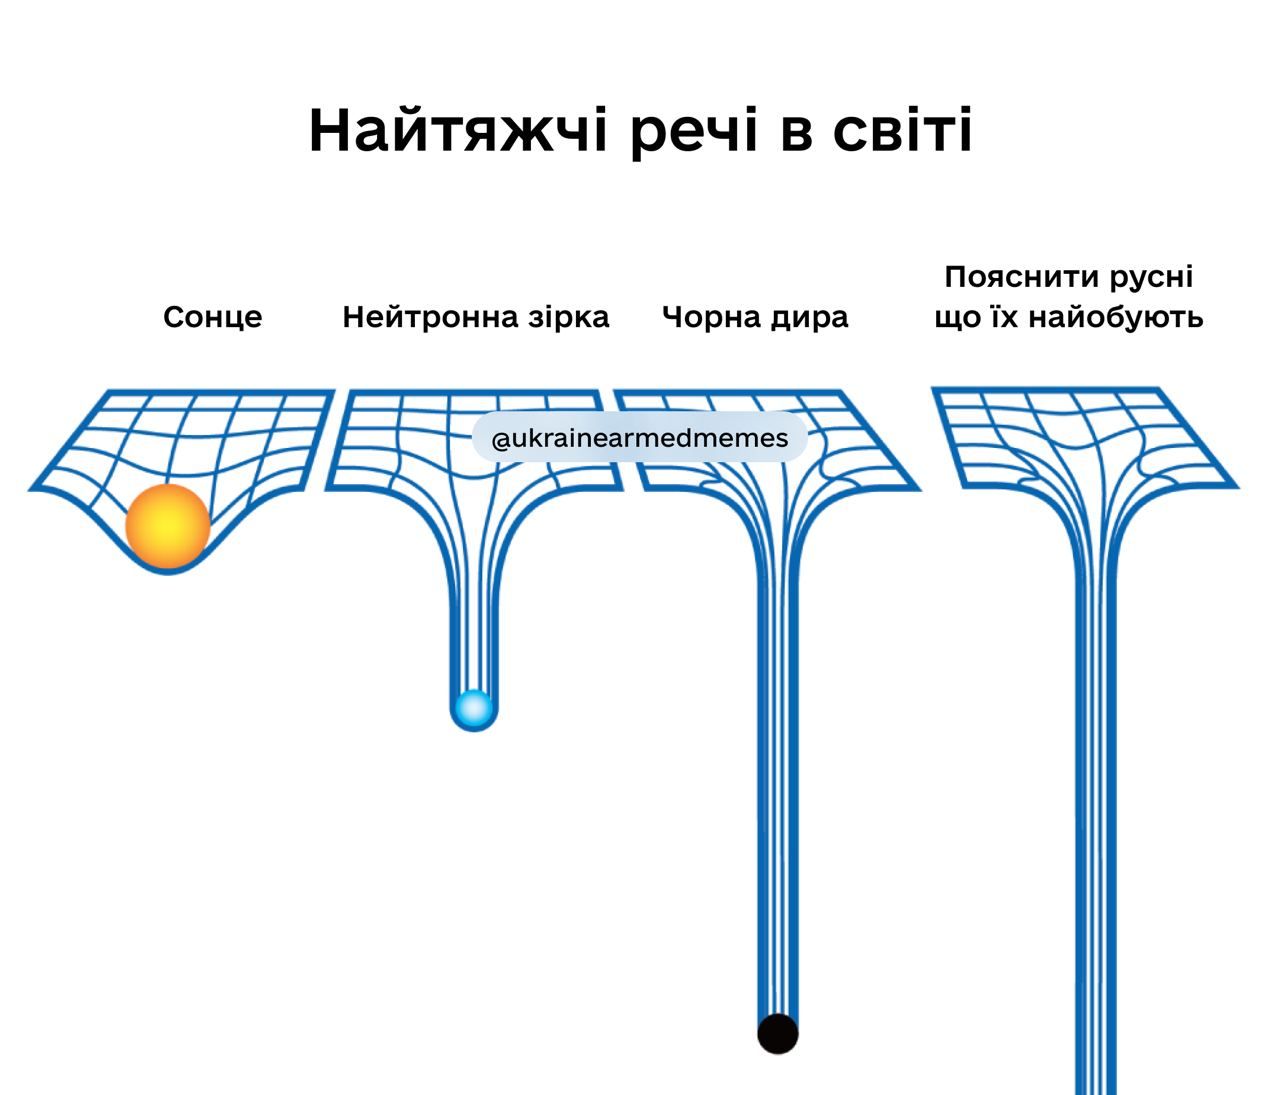 Найтяжчі речі в світі
Сонце
Нейтронна зірка
Чорна дира
Пояснити русні
що їх найобують
@ukrainearmedmemes